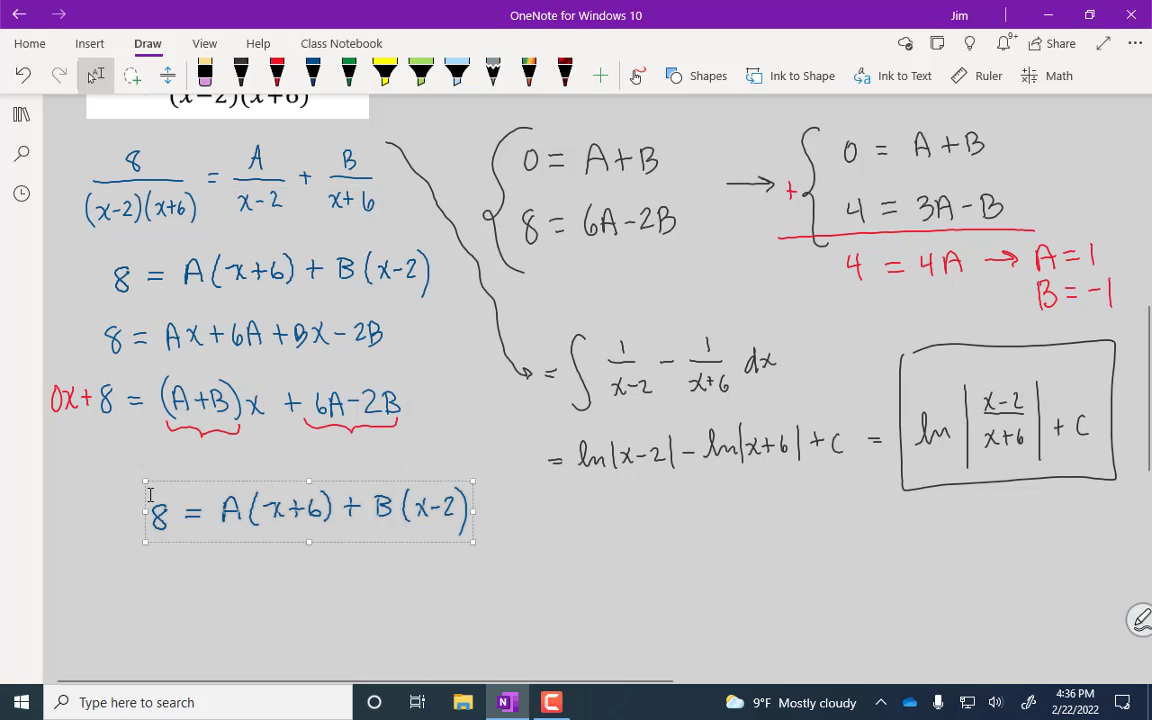 OneNote for Windows 10
Jim
Home Insert Draw View Help Class Notebook
9+
Share
Shapes
Ink to Shape
Ink to Text
Ruler
Math
(x−2)(x+6)
8/((x-2)(x+6)) = A/(x-2) + B/(x+6)
8 = A(x+6) + B(x-2)
8 = Ax+6A+Bx-2B
0x+8 = (A+B)x + 6A-2B
8 = A(x+6) + B(x-2)
0 = A+B
8 = 6A-2B
→
0 = A+B
+
4 = 3A-B
4 = 4A → A=1
B=-1
= ∫ 1/(x-2) - 1/(x+6) dx
= ln|x-2| - ln|x+6| +C = ln|(x-2)/(x+6)| + C
Type here to search
9°F Mostly cloudy
4:36 PM
2/22/2022